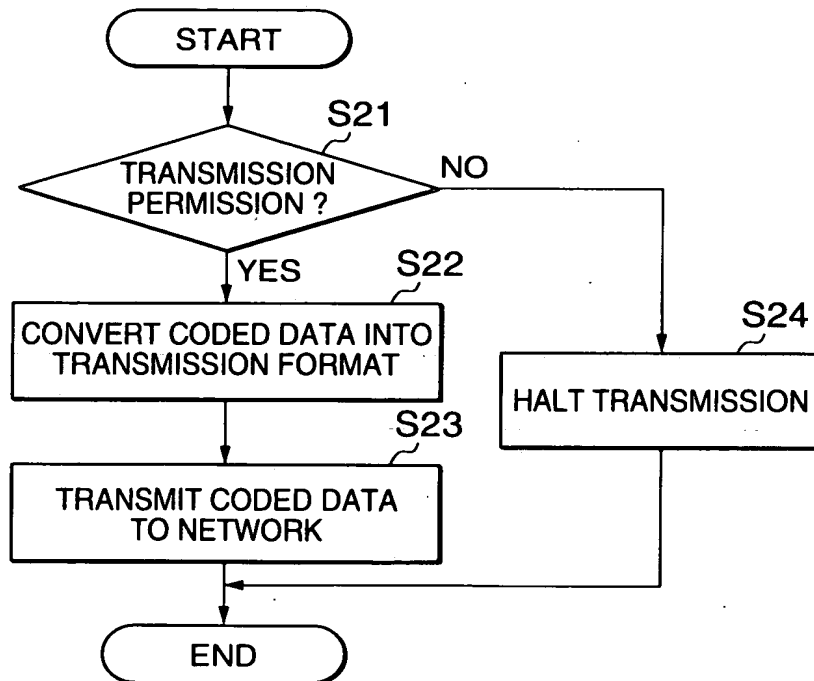 START
S21
TRANSMISSION
PERMISSION ?
NO
YES
S22
CONVERT CODED DATA INTO
TRANSMISSION FORMAT
S24
HALT TRANSMISSION
S23
TRANSMIT CODED DATA
TO NETWORK
END